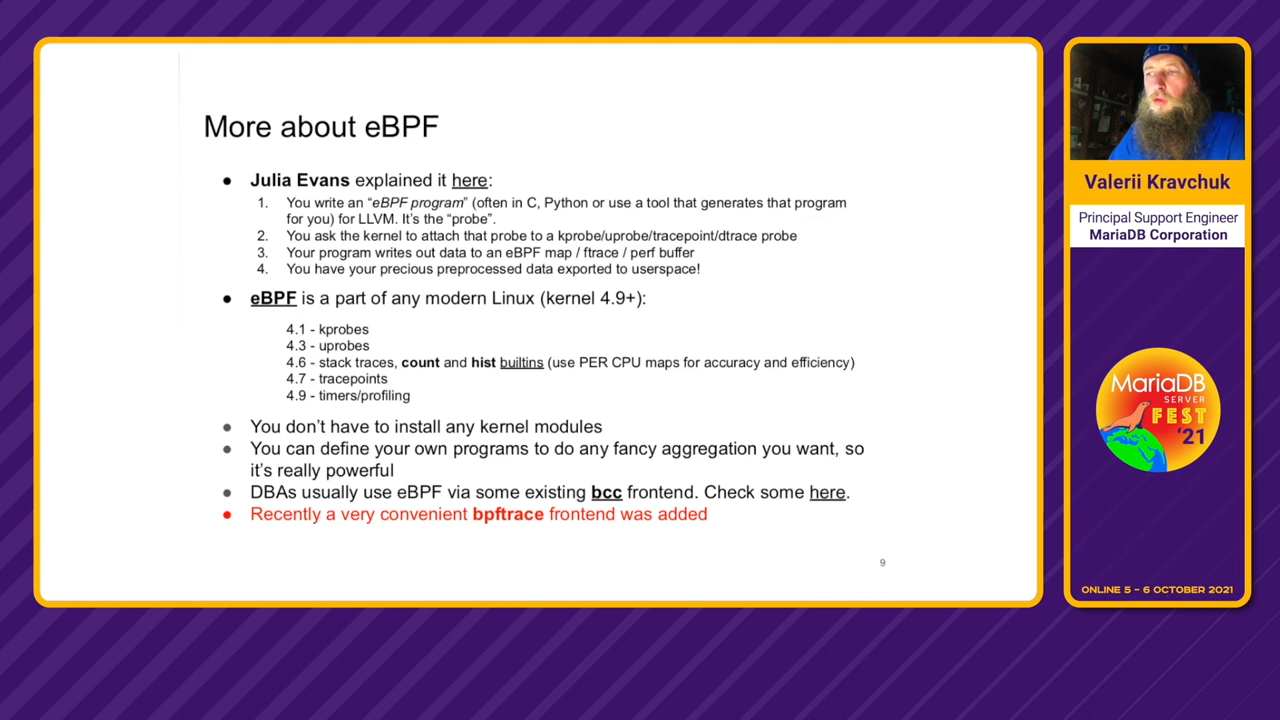 More about eBPF
● Julia Evans explained it here:
1. You write an “eBPF program” (often in C, Python or use a tool that generates that program
for you) for LLVM. It’s the “probe”.
2. You ask the kernel to attach that probe to a kprobe/uprobe/tracepoint/dtrace probe
3. Your program writes out data to an eBPF map / ftrace / perf buffer
4. You have your precious preprocessed data exported to userspace!
● eBPF is a part of any modern Linux (kernel 4.9+):
4.1 - kprobes
4.3 - uprobes
4.6 - stack traces, count and hist builtins (use PER CPU maps for accuracy and efficiency)
4.7 - tracepoints
4.9 - timers/profiling
● You don’t have to install any kernel modules
● You can define your own programs to do any fancy aggregation you want, so
it’s really powerful
● DBAs usually use eBPF via some existing bcc frontend. Check some here.
● Recently a very convenient bpftrace frontend was added
9
Valerii Kravchuk
Principal Support Engineer
MariaDB Corporation
MariaDB
SERVER
FEST
‘21
ONLINE 5 – 6 OCTOBER 2021